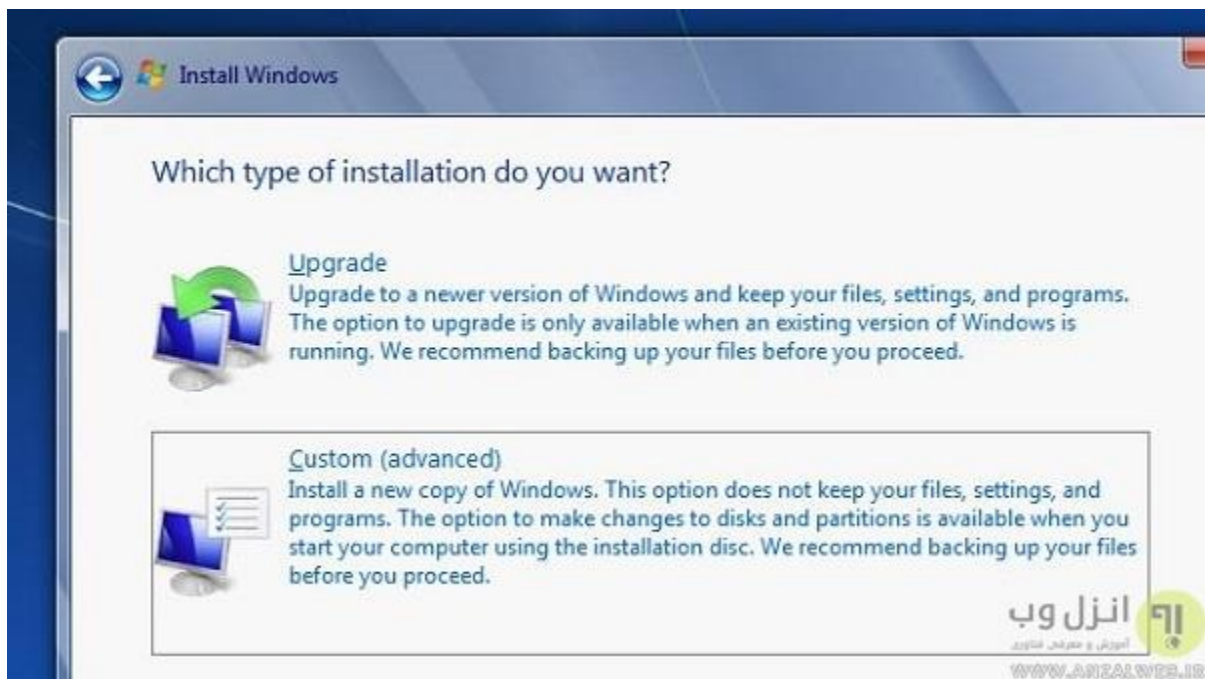 Install Windows
Which type of installation do you want?
Upgrade
Upgrade to a newer version of Windows and keep your files, settings, and programs.
The option to upgrade is only available when an existing version of Windows is
running. We recommend backing up your files before you proceed.
Custom (advanced)
Install a new copy of Windows. This option does not keep your files, settings, and
programs. The option to make changes to disks and partitions is available when you
start your computer using the installation disc. We recommend backing up your files
before you proceed.
انزل وب
آموزش و معرفی فناوری
WWW.ANZALWEB.IR